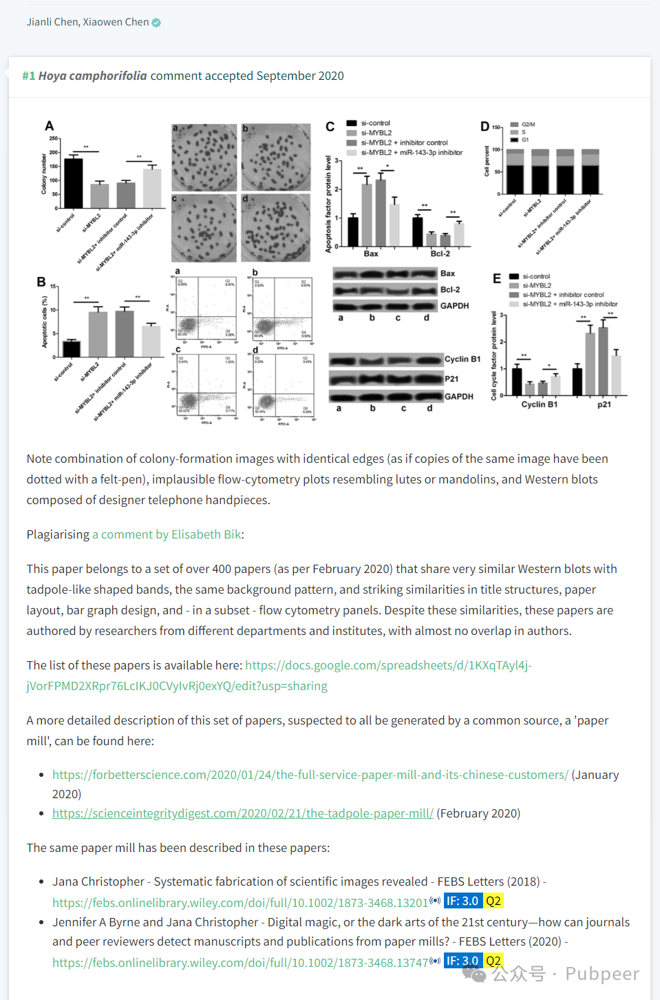 Jianli Chen, Xiaowen Chen
#1 Hoya camphorifolia comment accepted September 2020
A
250
200
150
100
50
0
Colony number
**
**
si-control
si-MYBL2
si-MYBL2+ inhibitor control
si-MYBL2+ miR-143-3p inhibitor
a
b
c
d
C
si-control
si-MYBL2
si-MYBL2 + inhibitor control
si-MYBL2 + miR-143-3p inhibitor
Apoptosis factor protein level
3
2
1
0
**
*
**
**
Bax
Bcl-2
Bax
Bcl-2
GAPDH
a b c d
D
G2/M
S
G1
150
100
50
0
Cell percent
si-control
si-MYBL2
si-MYBL2+ inhibitor control
si-MYBL2+ miR-143-3p inhibitor
B
15
10
5
0
Apoptotic cells (%)
**
**
si-control
si-MYBL2
si-MYBL2+ inhibitor control
si-MYBL2+ miR-143-3p inhibitor
a
b
c
d
FITC-A
FITC-A
FITC-A
FITC-A
Cyclin B1
P21
GAPDH
a b c d
E
si-control
si-MYBL2
si-MYBL2 + inhibitor control
si-MYBL2 + miR-143-3p inhibitor
Cell cycle factor protein level
3
2
1
0
**
*
**
**
Cyclin B1
p21
Note combination of colony-formation images with identical edges (as if copies of the same image have been
dotted with a felt-pen), implausible flow-cytometry plots resembling lutes or mandolins, and Western blots
composed of designer telephone handpieces.
Plagiarising a comment by Elisabeth Bik:
This paper belongs to a set of over 400 papers (as per February 2020) that share very similar Western blots with
tadpole-like shaped bands, the same background pattern, and striking similarities in title structures, paper
layout, bar graph design, and - in a subset - flow cytometry panels. Despite these similarities, these papers are
authored by researchers from different departments and institutes, with almost no overlap in authors.
The list of these papers is available here: https://docs.google.com/spreadsheets/d/1KXqTAyl4j-
jVorFPMD2XRpr76LcIKJ0CVyIvRj0exYQ/edit?usp=sharing
A more detailed description of this set of papers, suspected to all be generated by a common source, a 'paper
mill', can be found here:
• https://forbetterscience.com/2020/01/24/the-full-service-paper-mill-and-its-chinese-customers/ (January
2020)
• https://scienceintegritydigest.com/2020/02/21/the-tadpole-paper-mill/ (February 2020)
The same paper mill has been described in these papers:
• Jana Christopher - Systematic fabrication of scientific images revealed - FEBS Letters (2018) -
https://febs.onlinelibrary.wiley.com/doi/full/10.1002/1873-3468.13201 IF: 3.0 Q2
• Jennifer A Byrne and Jana Christopher - Digital magic, or the dark arts of the 21st century—how can journals
and peer reviewers detect manuscripts and publications from paper mills? - FEBS Letters (2020) -
https://febs.onlinelibrary.wiley.com/doi/full/10.1002/1873-3468.13747 IF: 3.0 Q2
公众号 · Pubpeer